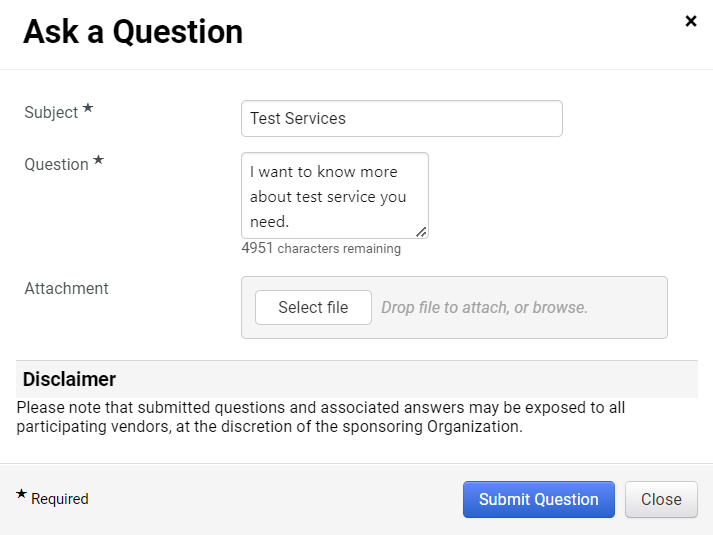 Ask a Question
×
Subject ★
Test Services
Question ★
I want to know more
about test service you
need.
4951 characters remaining
Attachment
Select file Drop file to attach, or browse.
Disclaimer
Please note that submitted questions and associated answers may be exposed to all
participating vendors, at the discretion of the sponsoring Organization.
★ Required
Submit Question
Close